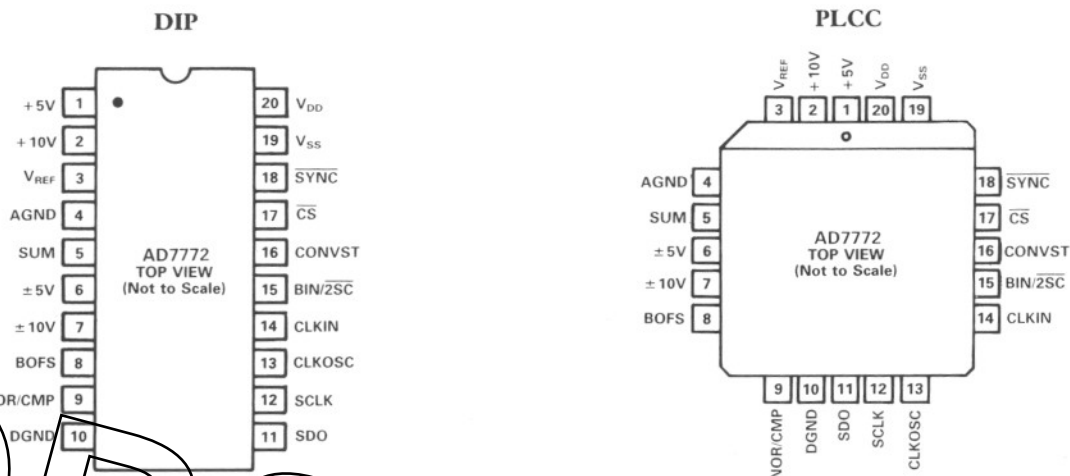 DIP
+5V 1
+10V 2
VREF 3
AGND 4
SUM 5
±5V 6
±10V 7
BOFS 8
OR/CMP 9
DGND 10
AD7772
TOP VIEW
(Not to Scale)
20 VDD
19 VSS
18 SYNC
17 CS
16 CONVST
15 BIN/2SC
14 CLKIN
13 CLKOSC
12 SCLK
11 SDO
PLCC
VREF +10V +5V VDD VSS
3 2 1 20 19
AGND 4
SUM 5
±5V 6
±10V 7
BOFS 8
AD7772
TOP VIEW
(Not to Scale)
18 SYNC
17 CS
16 CONVST
15 BIN/2SC
14 CLKIN
9 10 11 12 13
NOR/CMP DGND SDO SCLK CLKOSC